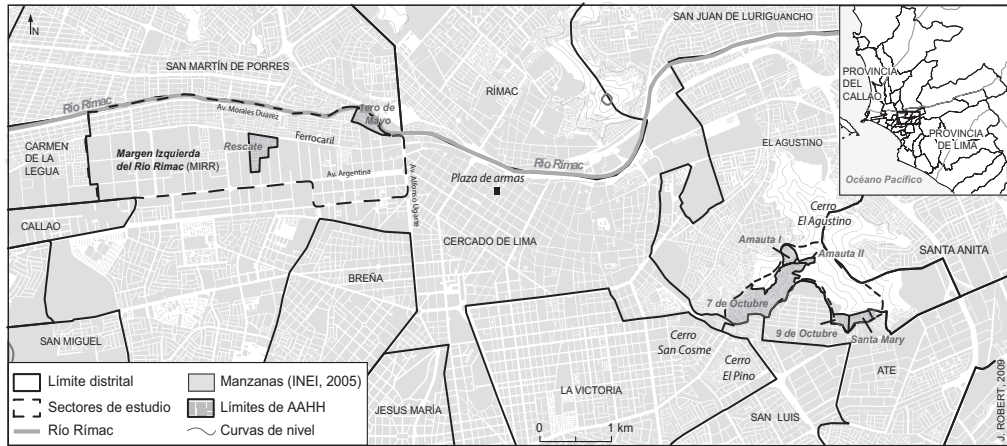 N
SAN JUAN DE LURIGUANCHO
SAN MARTÍN DE PORRES
RÍMAC
PROVINCIA
DEL
CALLAO
PROVINCIA
DE LIMA
Océano Pacífico
Río Rímac
Av. Morales Duarez
1ero de
Mayo
CARMEN
DE LA
LEGUA
Margen Izquierda
del Río Rímac (MIRR)
Rescate
Ferrocaril
Av. Argentina
Av. Alfonso Ugarte
Plaza de armas
Río Rímac
EL AGUSTINO
Cerro
El Agustino
CALLAO
CERCADO DE LIMA
Amauta I
Amauta II
SANTA ANITA
BREÑA
7 de Octubre
9 de Octubre
Santa Mary
SAN MIGUEL
Cerro
San Cosme
Cerro
El Pino
ATE
LA VICTORIA
JESUS MARÍA
SAN LUIS
Límite distrital
Manzanas (INEI, 2005)
Sectores de estudio
Límites de AAHH
Río Rímac
Curvas de nivel
0
1 km
J. ROBERT, 2009